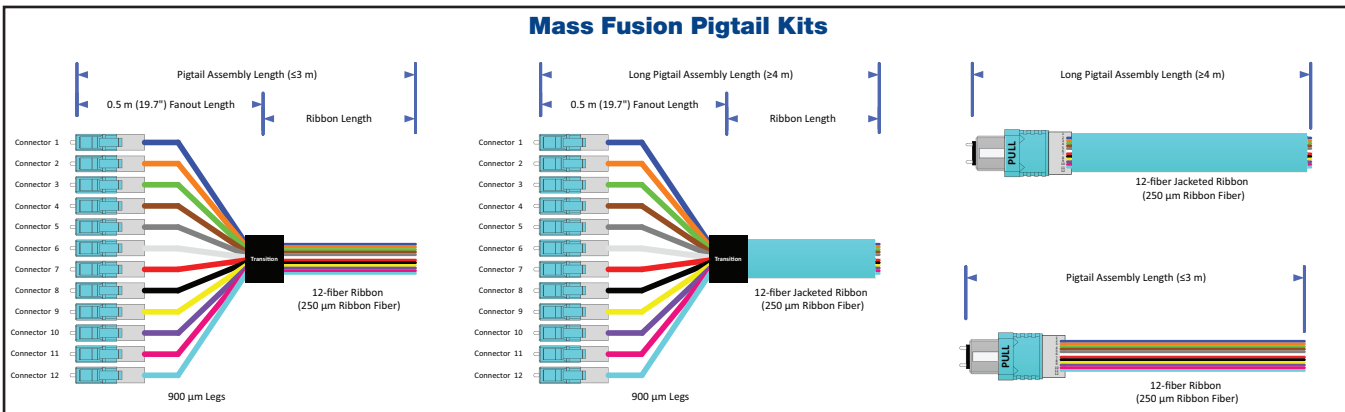 Mass Fusion Pigtail Kits
Pigtail Assembly Length (≤3 m)
0.5 m (19.7") Fanout Length
Ribbon Length
Connector 1
Connector 2
Connector 3
Connector 4
Connector 5
Connector 6
Connector 7
Connector 8
Connector 9
Connector 10
Connector 11
Connector 12
Transition
12-fiber Ribbon
(250 µm Ribbon Fiber)
900 µm Legs
Long Pigtail Assembly Length (≥4 m)
0.5 m (19.7") Fanout Length
Ribbon Length
Connector 1
Connector 2
Connector 3
Connector 4
Connector 5
Connector 6
Connector 7
Connector 8
Connector 9
Connector 10
Connector 11
Connector 12
Transition
12-fiber Jacketed Ribbon
(250 µm Ribbon Fiber)
900 µm Legs
Long Pigtail Assembly Length (≥4 m)
PULL
12-fiber Jacketed Ribbon
(250 µm Ribbon Fiber)
Pigtail Assembly Length (≤3 m)
PULL
12-fiber Ribbon
(250 µm Ribbon Fiber)